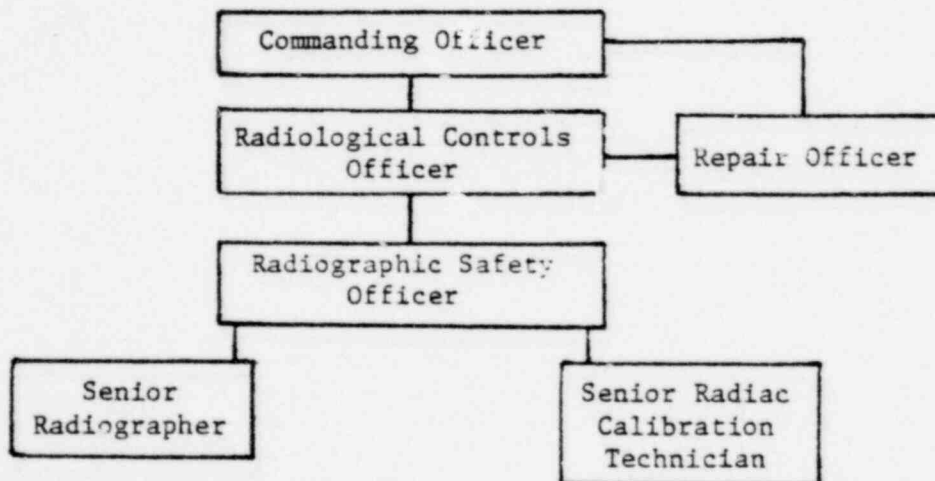 Commanding Officer
Radiological Controls
Officer
Repair Officer
Radiographic Safety
Officer
Senior
Radiographer
Senior Radiac
Calibration
Technician